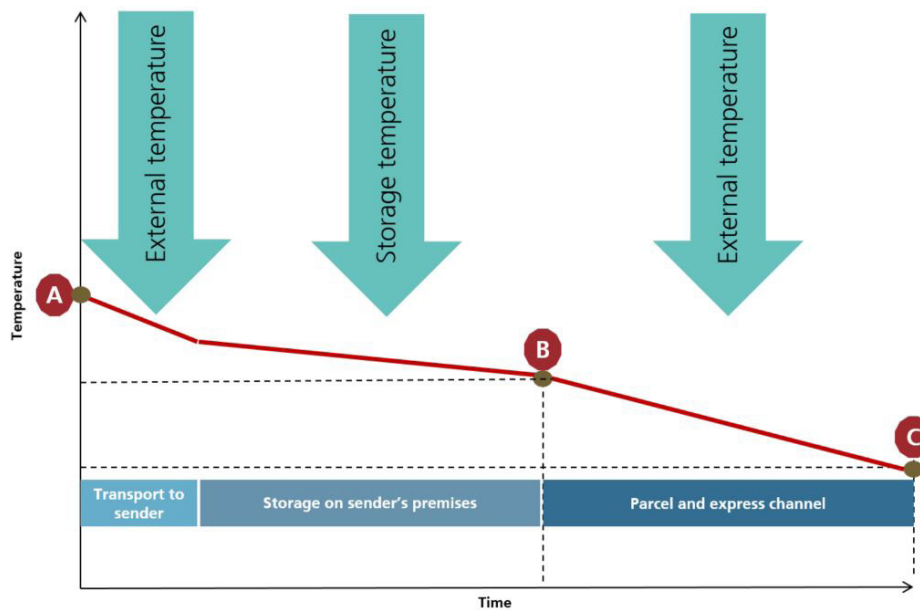 External temperature
Storage temperature
External temperature
Temperature
A
B
C
Transport to
sender
Storage on sender's premises
Parcel and express channel
Time